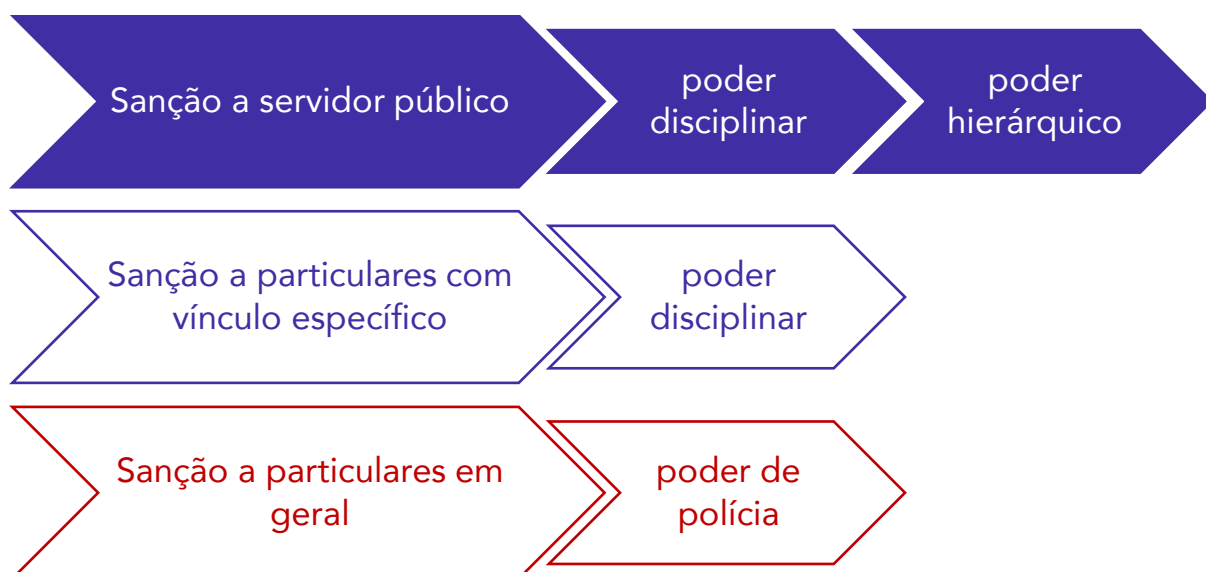 Sanção a servidor público
poder
disciplinar
poder
hierárquico
Sanção a particulares com
vínculo específico
poder
disciplinar
Sanção a particulares em
geral
poder de
polícia